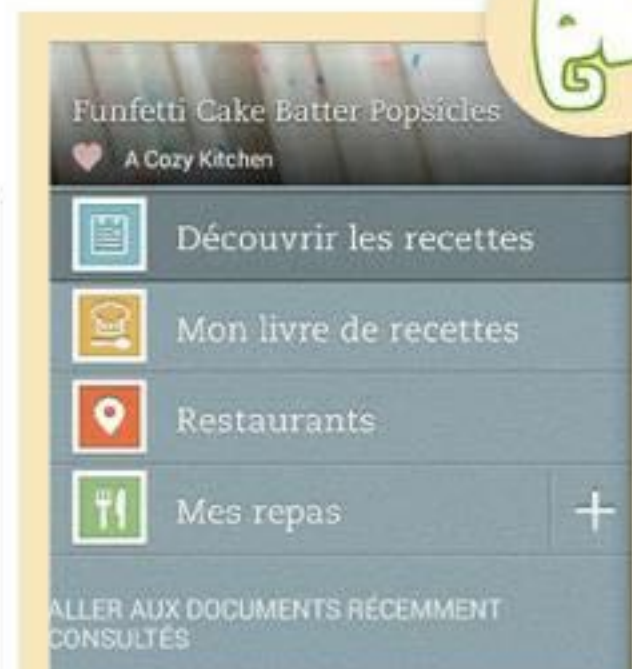 Funfetti Cake Batter Popsicles
A Cozy Kitchen
Découvrir les recettes
Mon livre de recettes
Restaurants
Mes repas
ALLER AUX DOCUMENTS RÉCEMMENT
CONSULTÉS